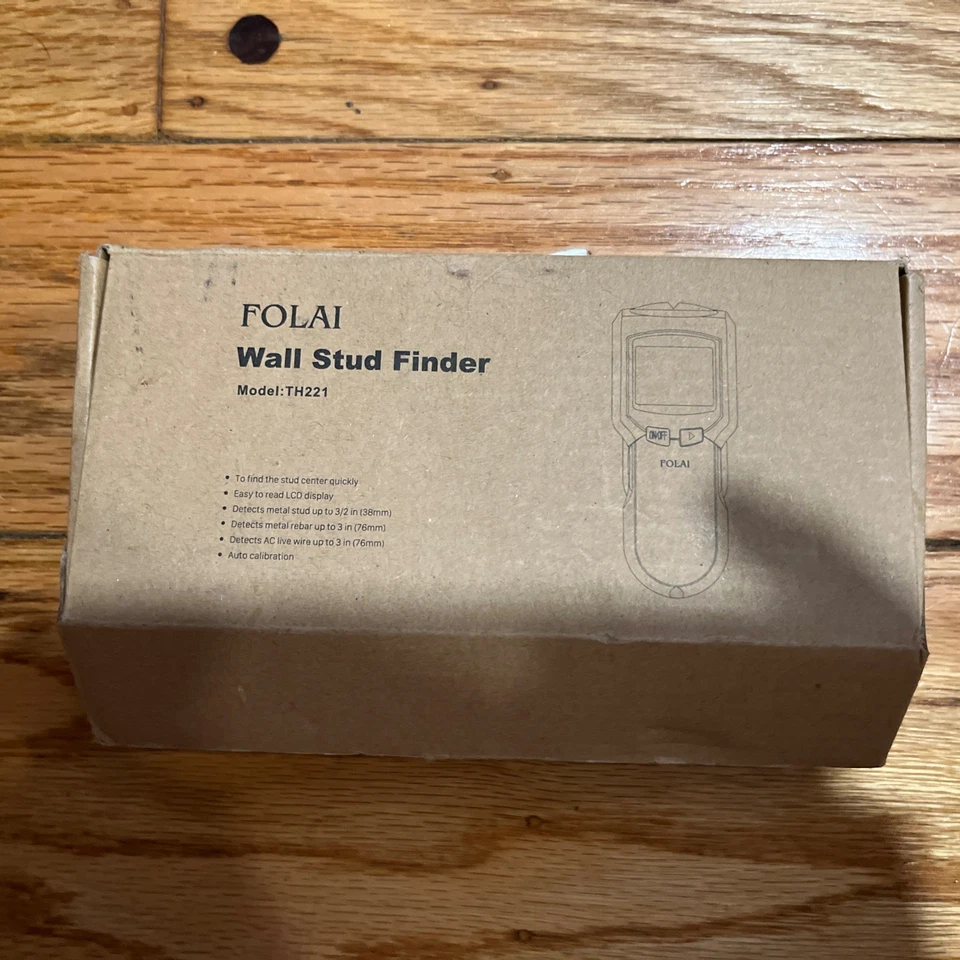 FOLAI
Wall Stud Finder
Model:TH221
• To find the stud center quickly
• Easy to read LCD display
• Detects metal stud up to 3/2 in (38mm)
• Detects metal rebar up to 3 in (76mm)
• Detects AC live wire up to 3 in (76mm)
• Auto calibration
ON/OFF
FOLAI